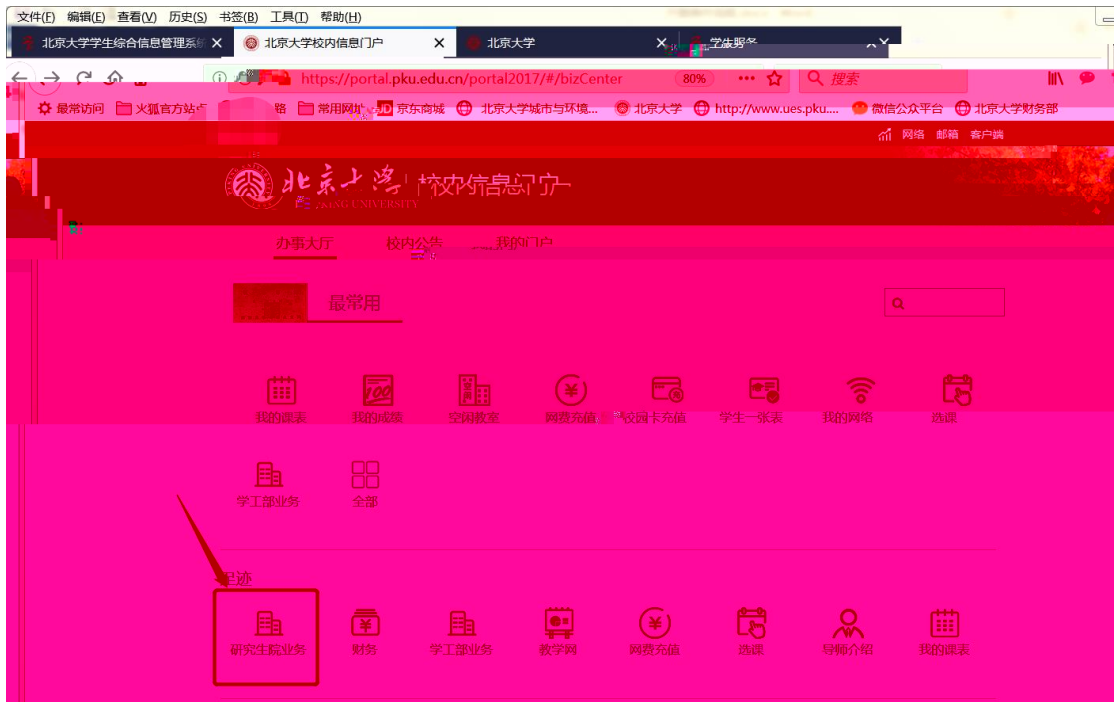 文件(F) 编辑(E) 查看(V) 历史(S) 书签(B) 工具(T) 帮助(H)
北京大学学生综合信息管理系统 北京大学校内信息门户 北京大学 学生服务
https://portal.pku.edu.cn/portal2017/#/bizCenter 80% 搜索
最常访问 火狐官方站点 路 常用网址 JD 京东商城 北京大学城市与环境... 北京大学 http://www.ues.pku.... 微信公众平台 北京大学财务部
网络 邮箱 客户端
北京大学 校内信息门户
PEKING UNIVERSITY
办事大厅 校内公告 我的门户
最常用
我的课表 我的成绩 空闲教室 网费充值 校园卡充值 学生一张表 我的网络 选课
学工部业务 全部
足迹
研究生院业务 财务 学工部业务 教学网 网费充值 选课 导师介绍 我的课表